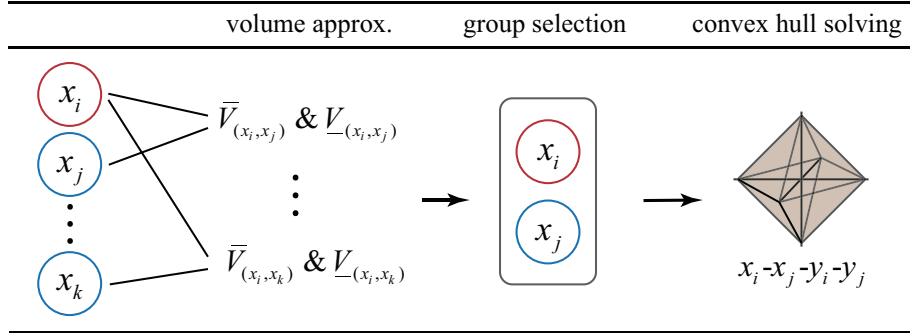 volume approx. group selection convex hull solving
x_i
x_j
x_k
V̅_(x_i,x_j) & V̲_(x_i,x_j)
V̅_(x_i,x_k) & V̲_(x_i,x_k)
x_i
x_j
x_i-x_j-y_i-y_j